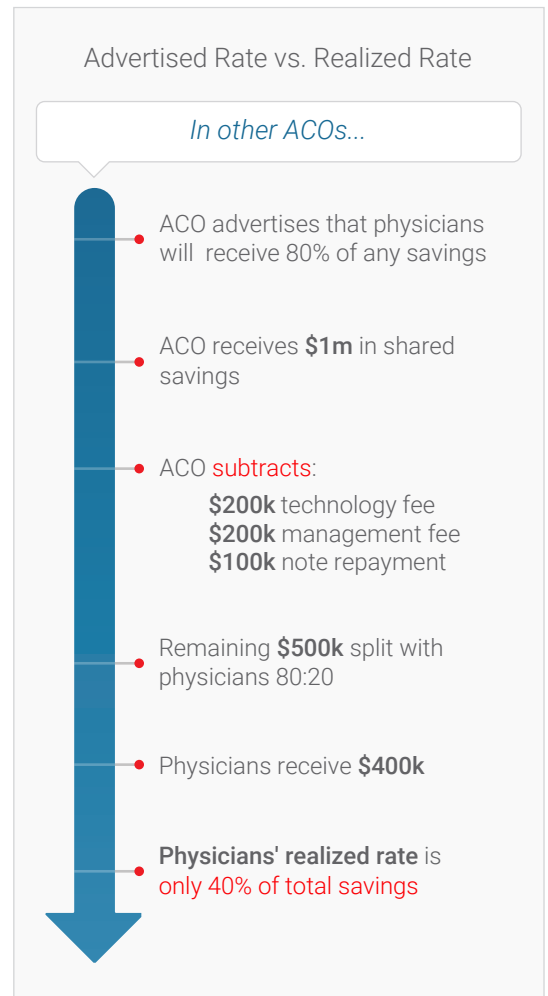 Advertised Rate vs. Realized Rate
In other ACOs...
ACO advertises that physicians
will receive 80% of any savings
ACO receives $1m in shared
savings
ACO subtracts:
$200k technology fee
$200k management fee
$100k note repayment
Remaining $500k split with
physicians 80:20
Physicians receive $400k
Physicians' realized rate is
only 40% of total savings